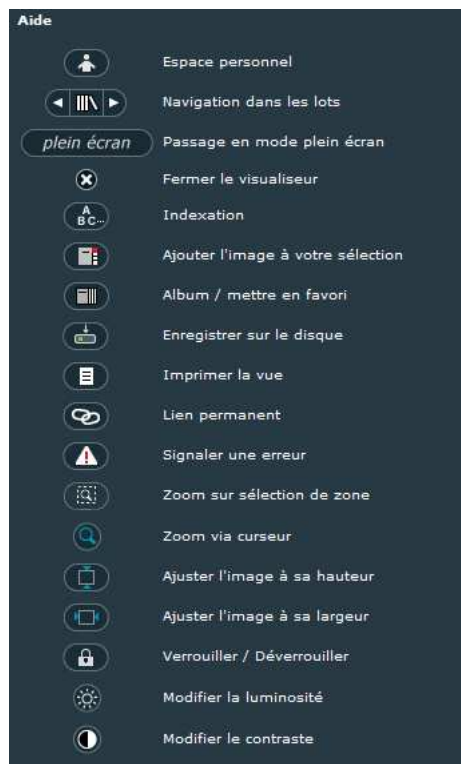 Aide
Espace personnel
Navigation dans les lots
plein écran Passage en mode plein écran
Fermer le visualiseur
A
B C... Indexation
Ajouter l'image à votre sélection
Album / mettre en favori
Enregistrer sur le disque
Imprimer la vue
Lien permanent
Signaler une erreur
Zoom sur sélection de zone
Zoom via curseur
Ajuster l'image à sa hauteur
Ajuster l'image à sa largeur
Verrouiller / Déverrouiller
Modifier la luminosité
Modifier le contraste